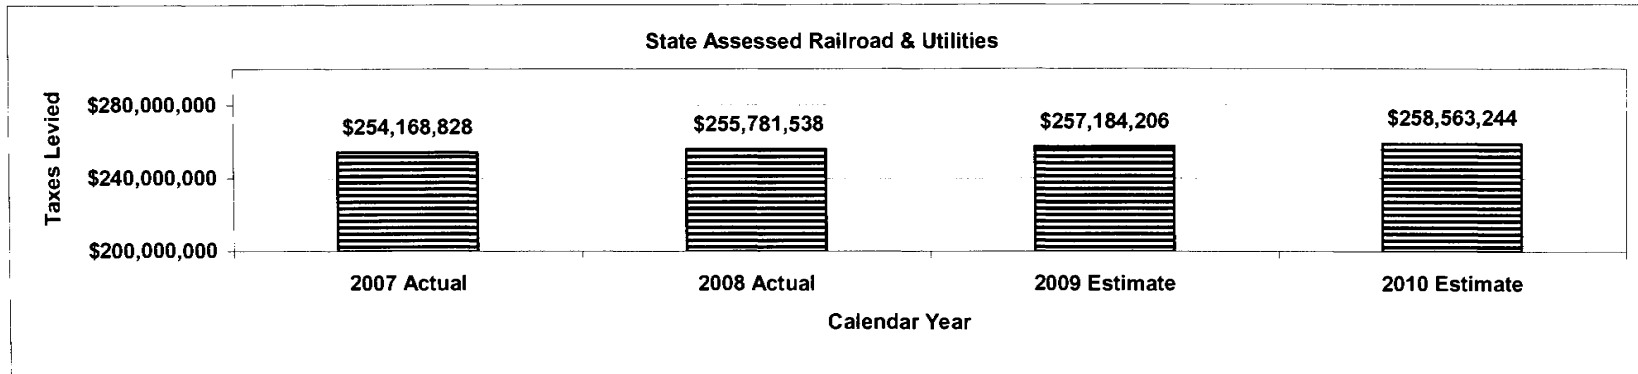 State Assessed Railroad & Utilities
Taxes Levied
$280,000,000
$240,000,000
$200,000,000
$254,168,828
$255,781,538
$257,184,206
$258,563,244
2007 Actual
2008 Actual
2009 Estimate
2010 Estimate
Calendar Year